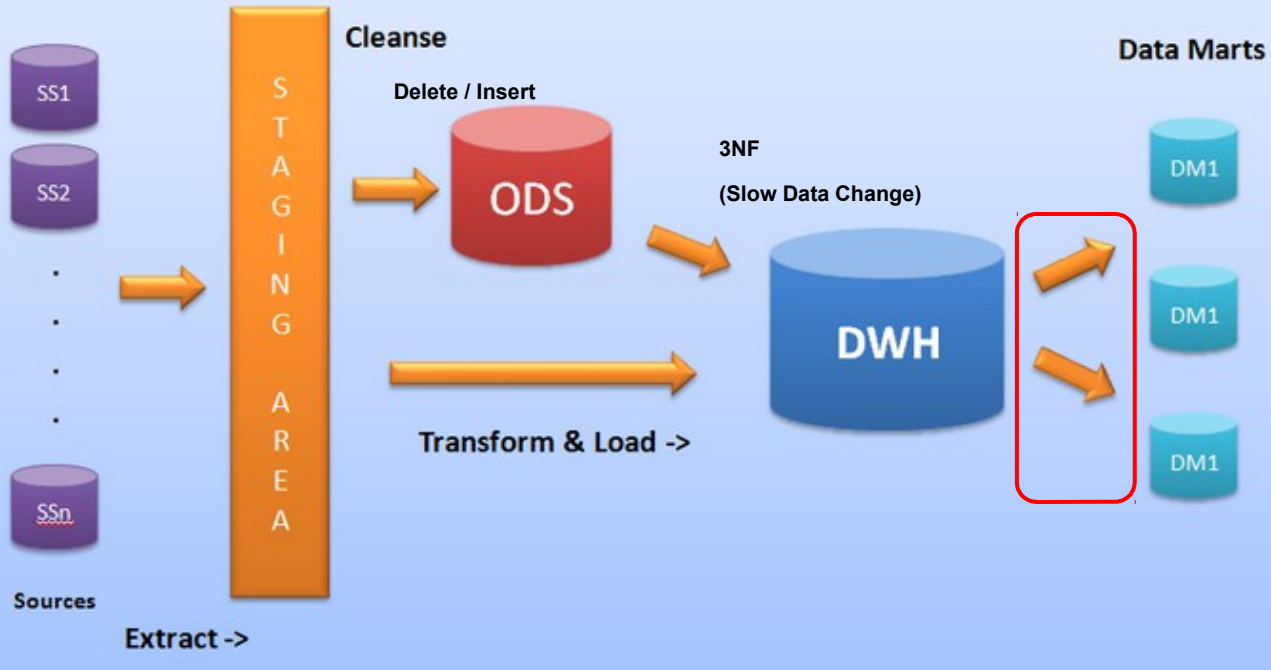 Cleanse
Data Marts
SS1
SS2
.
.
.
.
SSn
Sources
Extract ->
S
T
A
G
I
N
G
A
R
E
A
Delete / Insert
ODS
3NF
(Slow Data Change)
DWH
Transform & Load ->
DM1
DM1
DM1